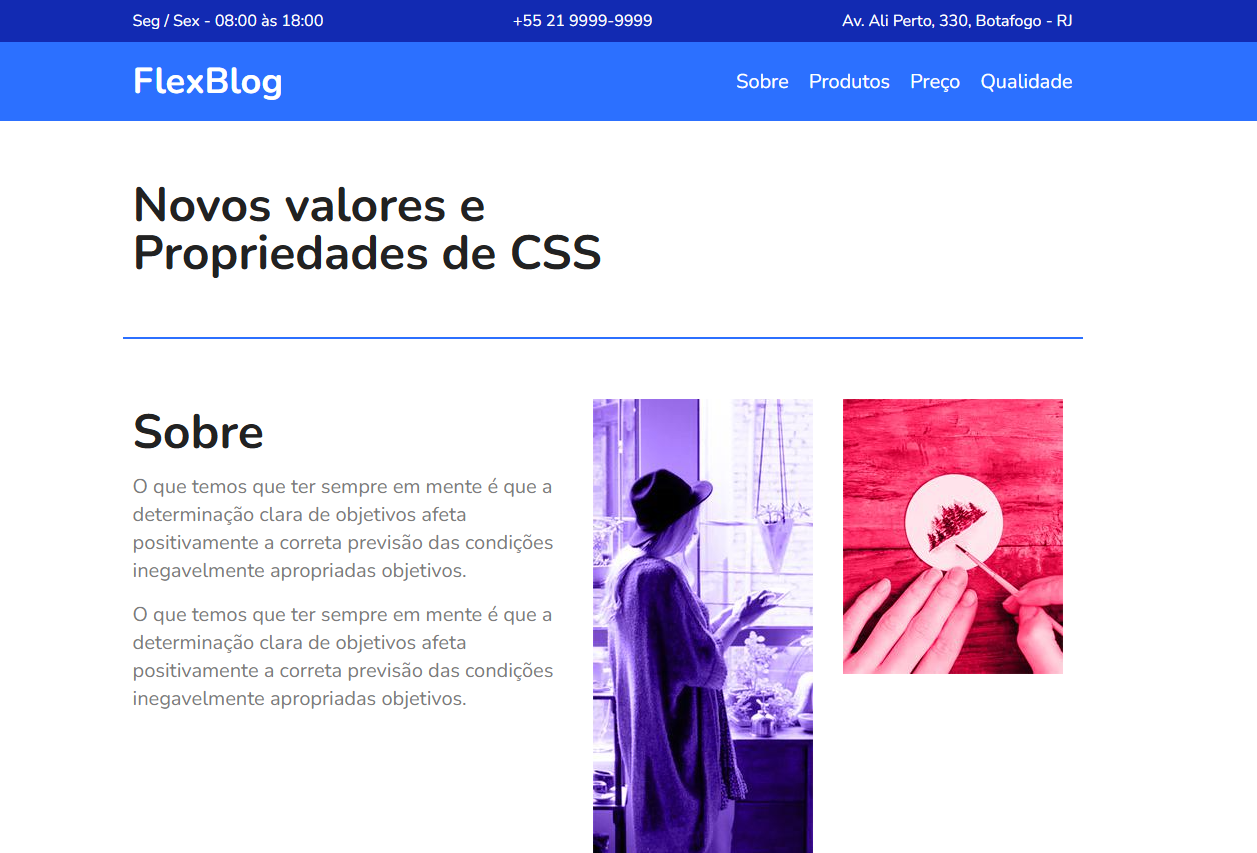 Seg / Sex - 08:00 às 18:00
+55 21 9999-9999
Av. Ali Perto, 330, Botafogo - RJ
FlexBlog
Sobre
Produtos
Preço
Qualidade
Novos valores e
Propriedades de CSS
Sobre
O que temos que ter sempre em mente é que a
determinação clara de objetivos afeta
positivamente a correta previsão das condições
inegavelmente apropriadas objetivos.
O que temos que ter sempre em mente é que a
determinação clara de objetivos afeta
positivamente a correta previsão das condições
inegavelmente apropriadas objetivos.